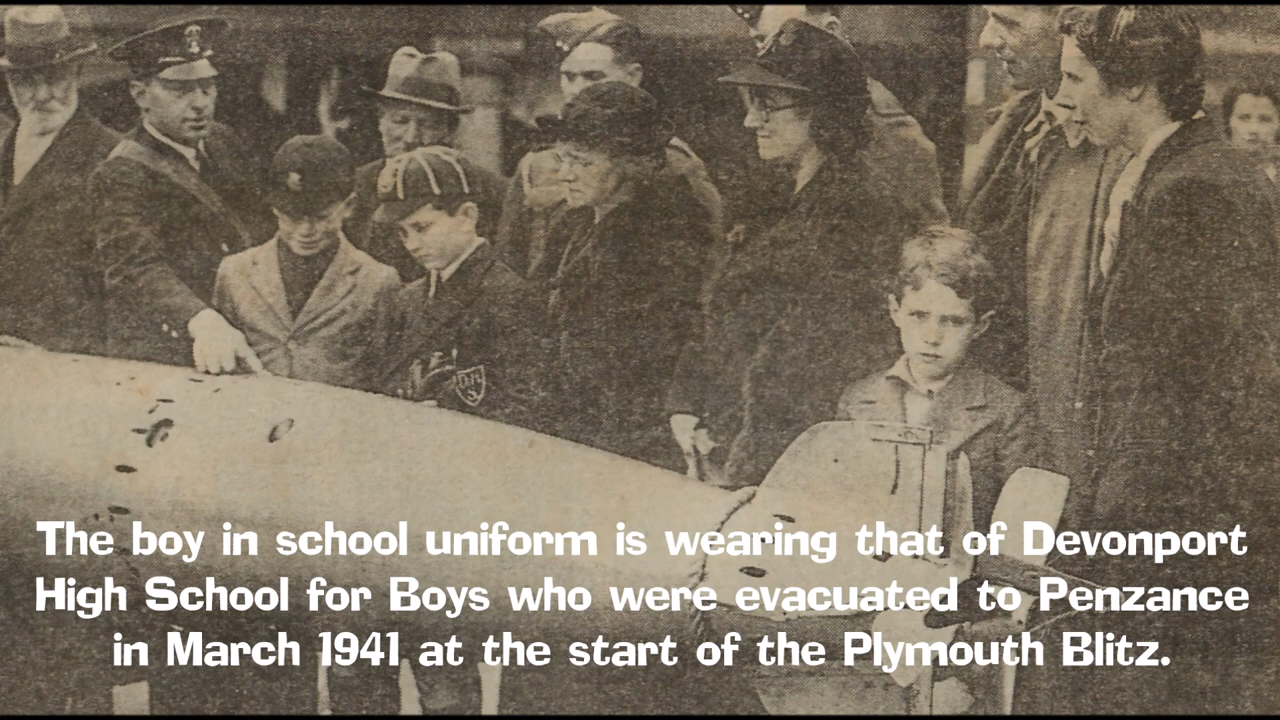 The boy in school uniform is wearing that of Devonport
High School for Boys who were evacuated to Penzance
in March 1941 at the start of the Plymouth Blitz.